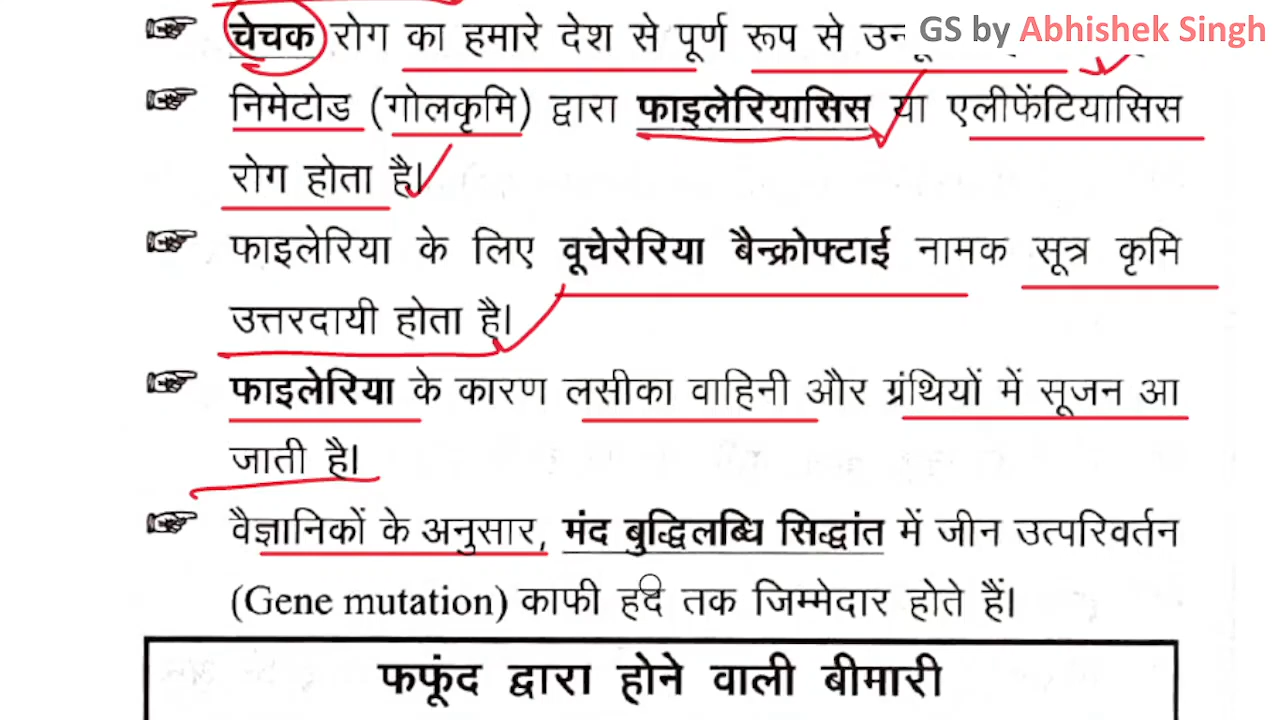 GS by Abhishek Singh
चेचक रोग का हमारे देश से पूर्ण रूप से
निमेटोड (गोलकृमि) द्वारा फाइलेरियासिस या एलीफेंटियासिस
रोग होता है।
फाइलेरिया के लिए वूचेरेरिया बैन्क्रोफ्टाई नामक सूत्र कृमि
उत्तरदायी होता है।
फाइलेरिया के कारण लसीका वाहिनी और ग्रंथियों में सूजन आ
जाती है।
वैज्ञानिकों के अनुसार, मंद बुद्धिलब्धि सिद्धांत में जीन उत्परिवर्तन
(Gene mutation) काफी हद तक जिम्मेदार होते हैं।
फफूंद द्वारा होने वाली बीमारी